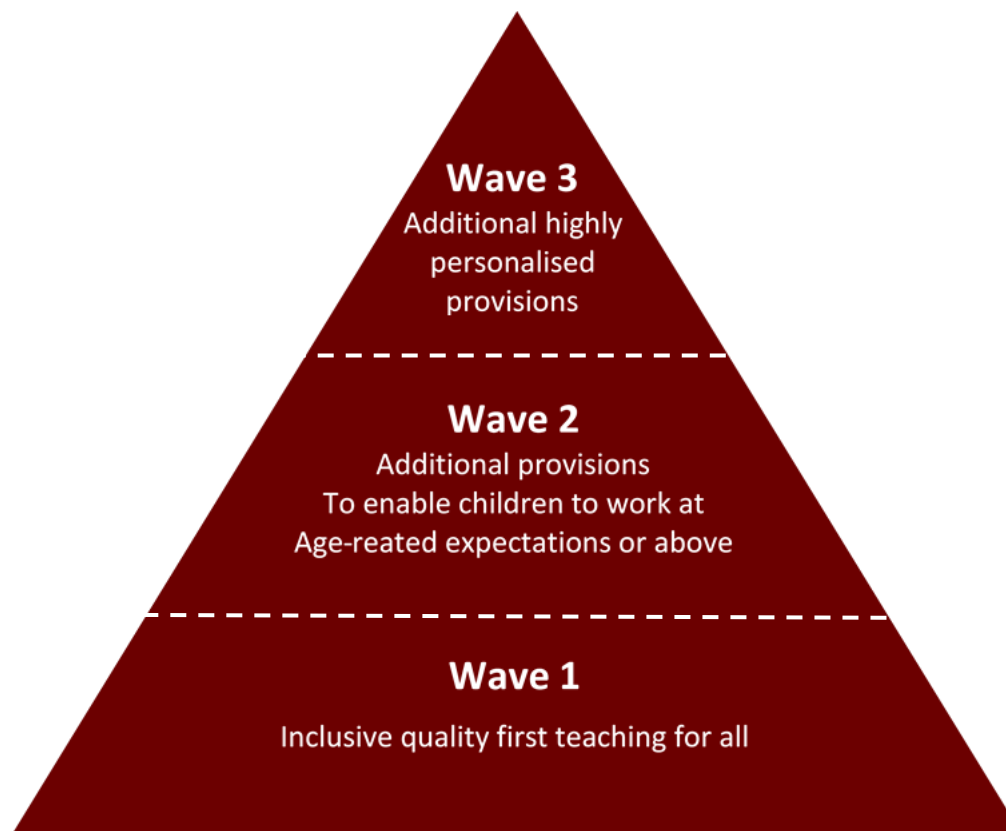 Wave 3
Additional highly
personalised
provisions
Wave 2
Additional provisions
To enable children to work at
Age-reated expectations or above
Wave 1
Inclusive quality first teaching for all